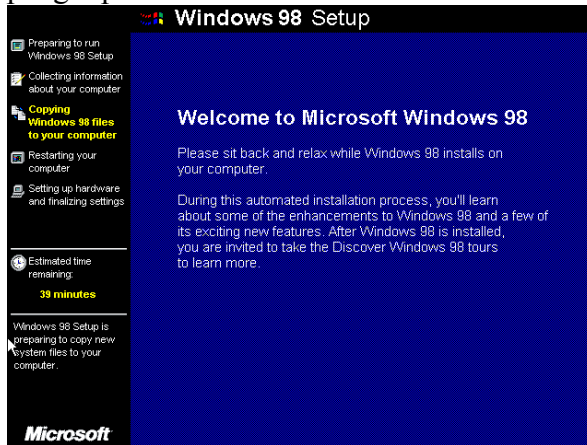 Windows 98 Setup
Preparing to run
Windows 98 Setup
Collecting information
about your computer
Copying
Windows 98 files
to your computer
Restarting your
computer
Setting up hardware
and finalizing settings
Estimated time
remaining:
39 minutes
Windows 98 Setup is
preparing to copy new
system files to your
computer.
Microsoft
Welcome to Microsoft Windows 98
Please sit back and relax while Windows 98 installs on
your computer.
During this automated installation process, you'll learn
about some of the enhancements to Windows 98 and a few of
its exciting new features. After Windows 98 is installed,
you are invited to take the Discover Windows 98 tours
to learn more.